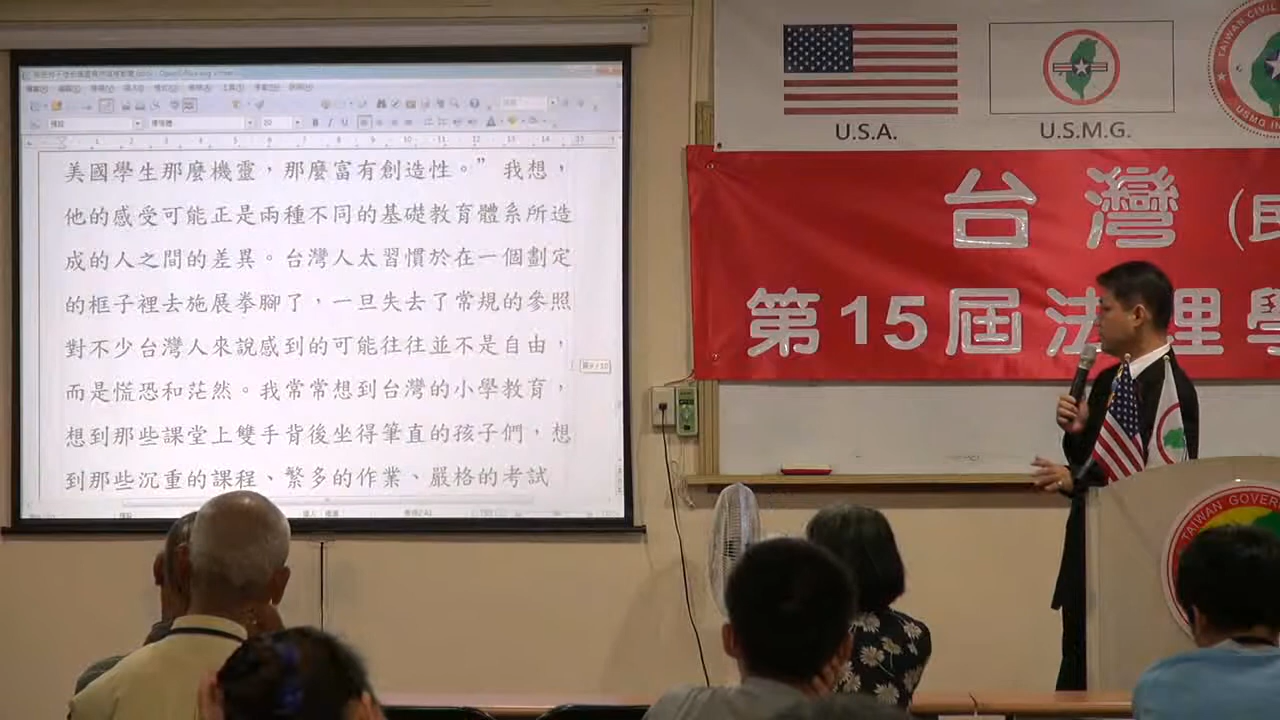 美國學生那麼機靈，那麼富有創造性。” 我想，
他的感受可能正是兩種不同的基礎教育體系所造
成的人之間的差異。台灣人太習慣於在一個劃定
的框子裡去施展拳腳了，一旦失去了常規的參照
對不少台灣人來說感到的可能往往並不是自由，
而是慌恐和茫然。我常常想到台灣的小學教育，
想到那些課堂上雙手背後坐得筆直的孩子們，想
到那些沉重的課程、繁多的作業、嚴格的考試
U.S.A.
U.S.M.G.
台灣
第15屆法理學
TAIWAN CIVIL
USMG IN
TAIWAN GOVER